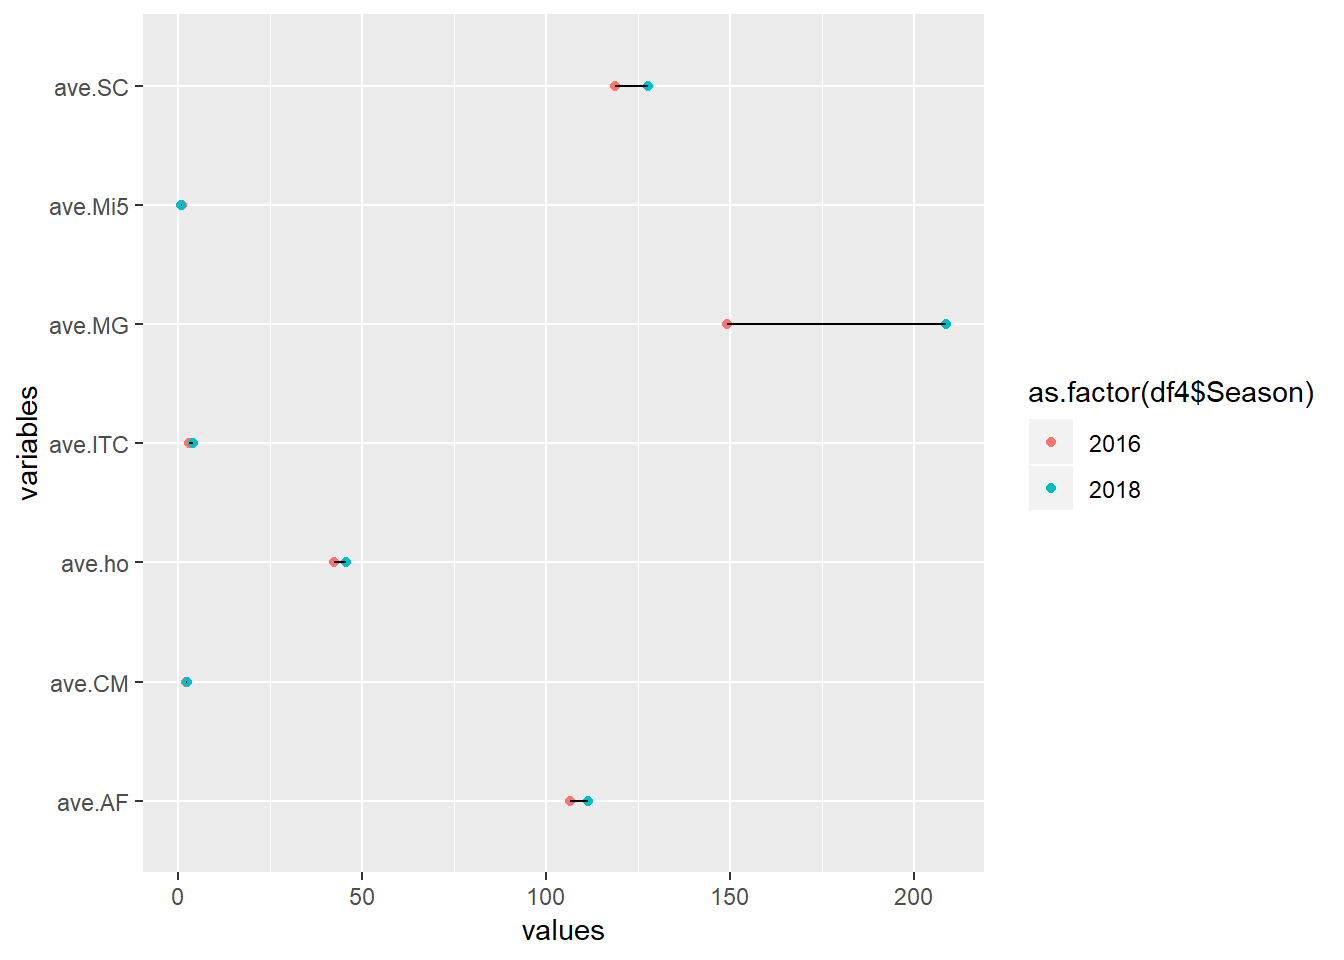 ave.SC
ave.Mi5
ave.MG
ave.ITC
ave.ho
ave.CM
ave.AF
variables
0 50 100 150 200
values
as.factor(df4$Season)
2016
2018